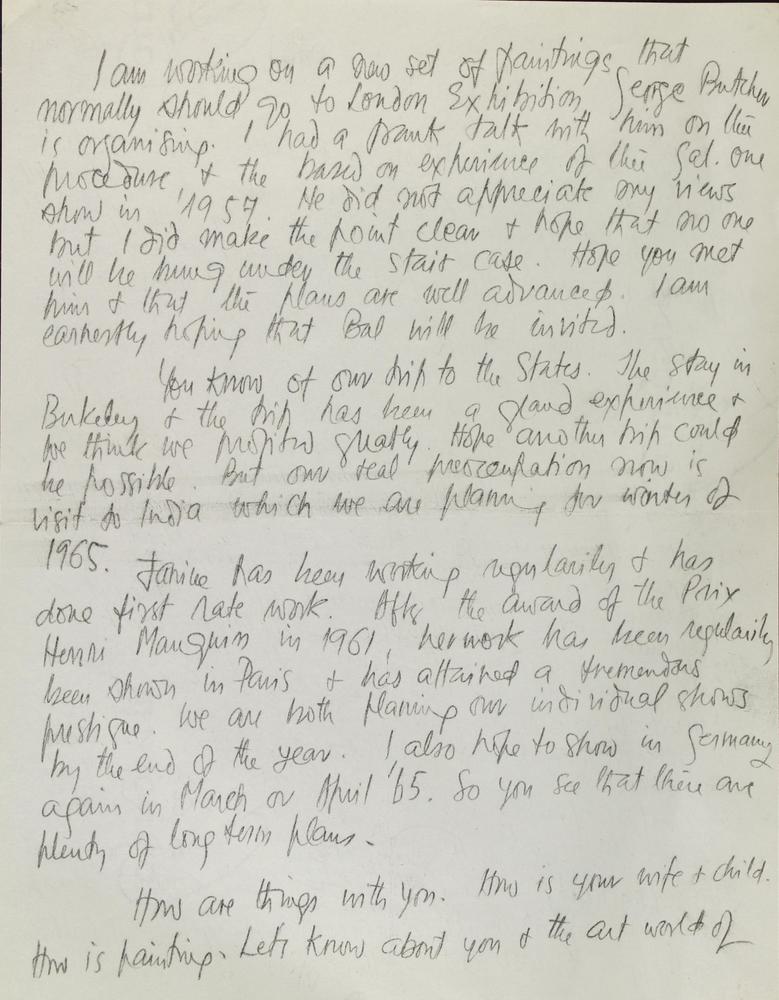 I am working on a new set of paintings that
normally should go to London Exhibition, George Butcher
is organising. I had a frank talk with him on the
procedure, & the based on experience of the Gal. one
show in '1957. He did not appreciate my views
but I did make the point clear & hope that no one
will be hung under the stair case. Hope you met
him & that the plans are well advanced. I am
earnestly hoping that Bal will be invited.
You know of our trip to the States. The stay in
Berkeley & the trip has been a grand experience &
we think we profited greatly. Hope another trip could
be possible. But our real preoccupation now is
visit to India which we are planning for winter of
1965. Janine has been working regularily & has
done first rate work. After the award of the Prix
Henri Manguin in 1961, her work has been regularily
been shown in Paris & has attained a tremendous
prestigue. We are both planning our individual shows
by the end of the year. I also hope to show in Germany
again in March or April '65. So you see that there are
plenty of long term plans.
How are things with you. How is your wife & child.
How is painting. Let's know about you & the art world of